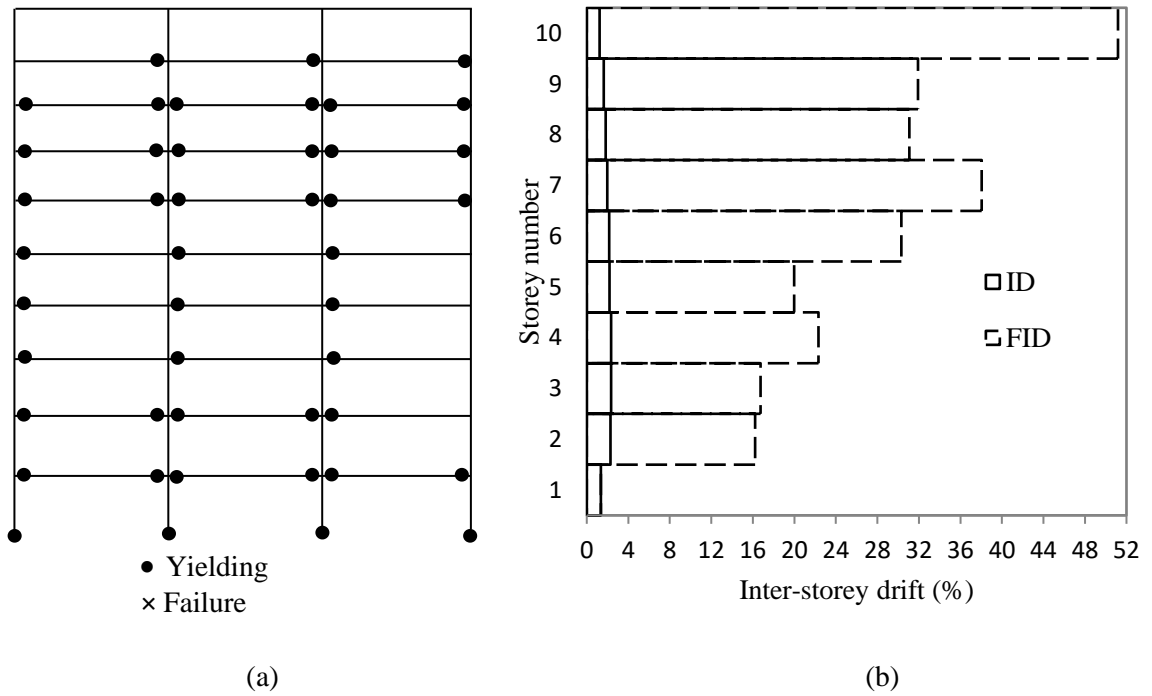 ● Yielding
× Failure
(a)
Storey number
10
9
8
7
6
5
4
3
2
1
ID
FID
0 4 8 12 16 20 24 28 32 36 40 44 48 52
Inter-storey drift (%)
(b)